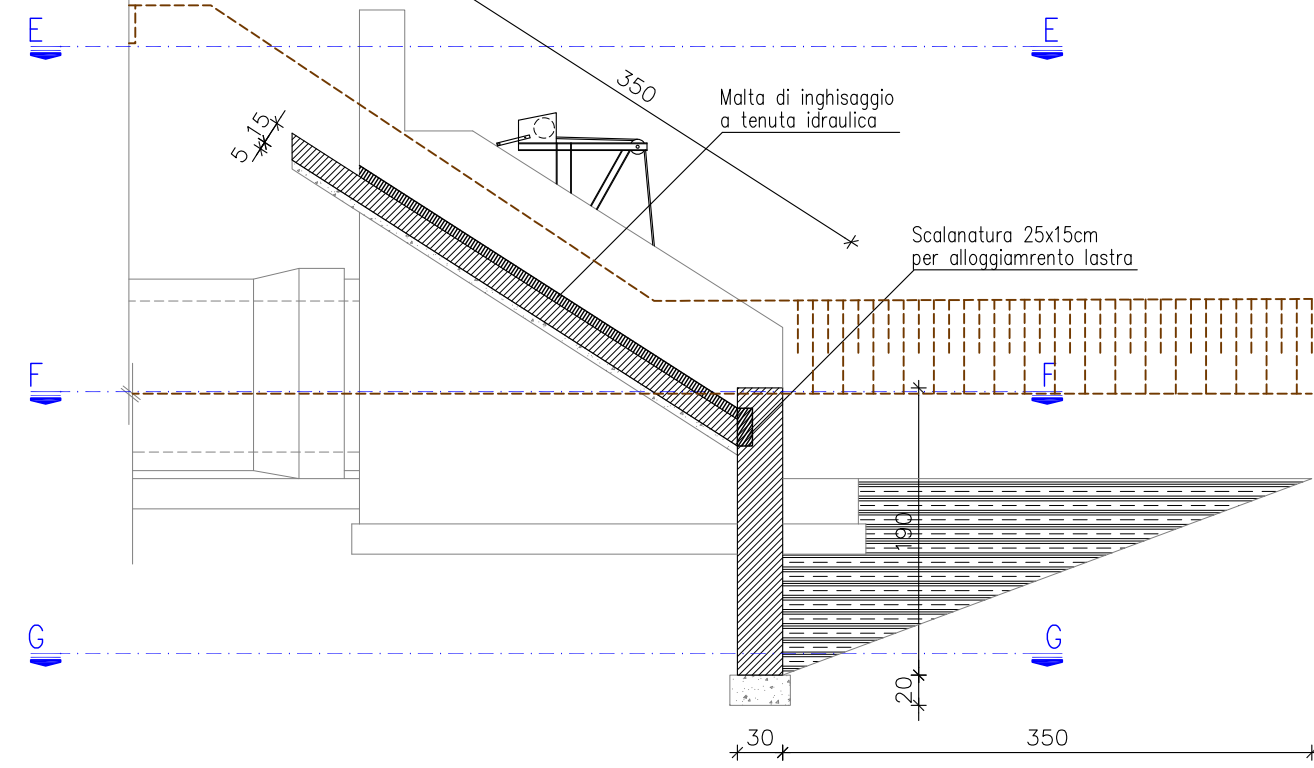 E
E
350
Malta di inghisaggio
a tenuta idraulica
15
5
Scalanatura 25x15cm
per alloggiamrento lastra
F
F
190
G
G
20
30
350